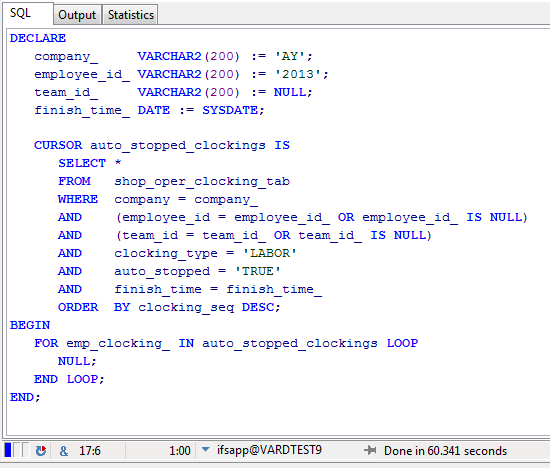 SQL Output Statistics
DECLARE
   company_     VARCHAR2(200) := 'AY';
   employee_id_ VARCHAR2(200) := '2013';
   team_id_     VARCHAR2(200) := NULL;
   finish_time_ DATE := SYSDATE;

   CURSOR auto_stopped_clockings IS
      SELECT *
      FROM   shop_oper_clocking_tab
      WHERE  company = company_
      AND    (employee_id = employee_id_ OR employee_id_ IS NULL)
      AND    (team_id = team_id_ OR team_id_ IS NULL)
      AND    clocking_type = 'LABOR'
      AND    auto_stopped = 'TRUE'
      AND    finish_time = finish_time_
      ORDER  BY clocking_seq DESC;
BEGIN
   FOR emp_clocking_ IN auto_stopped_clockings LOOP
      NULL;
   END LOOP;
END;
& 17:6 1:00 ifsapp@VARDTEST9 Done in 60.341 seconds